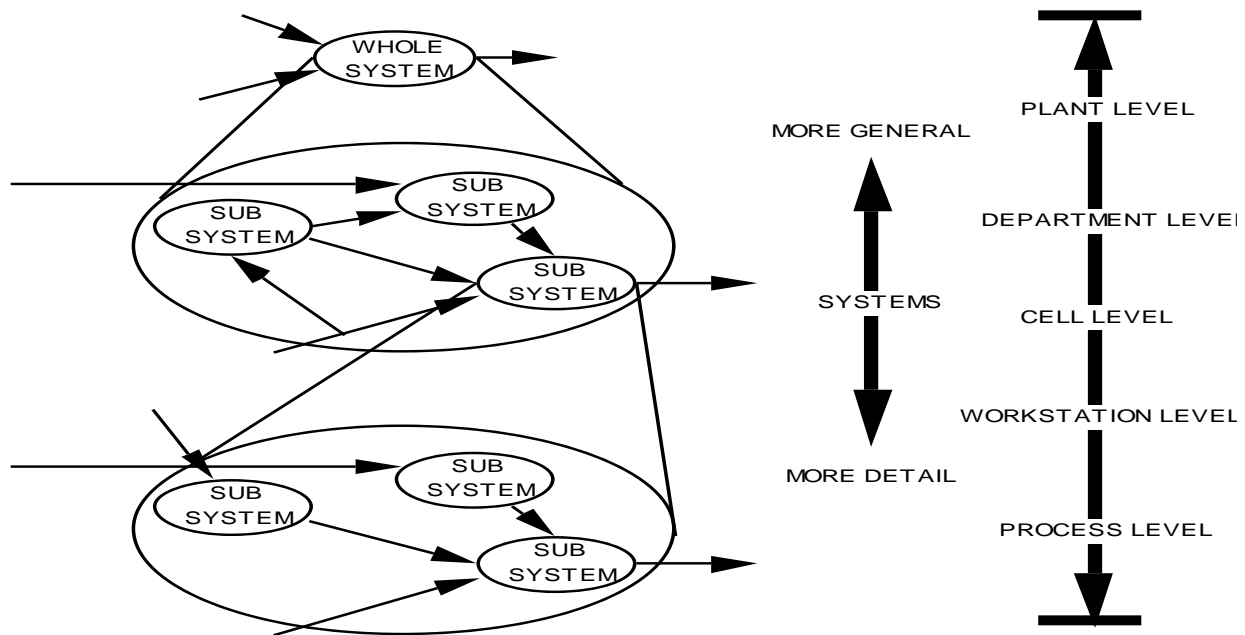 WHOLE
SYSTEM
PLANT LEVEL
MORE GENERAL
SUB
SYSTEM
SUB
SYSTEM
DEPARTMENT LEVEL
SUB
SYSTEM
SYSTEMS
CELL LEVEL
WORKSTATION LEVEL
SUB
SYSTEM
MORE DETAIL
SUB
SYSTEM
PROCESS LEVEL
SUB
SYSTEM